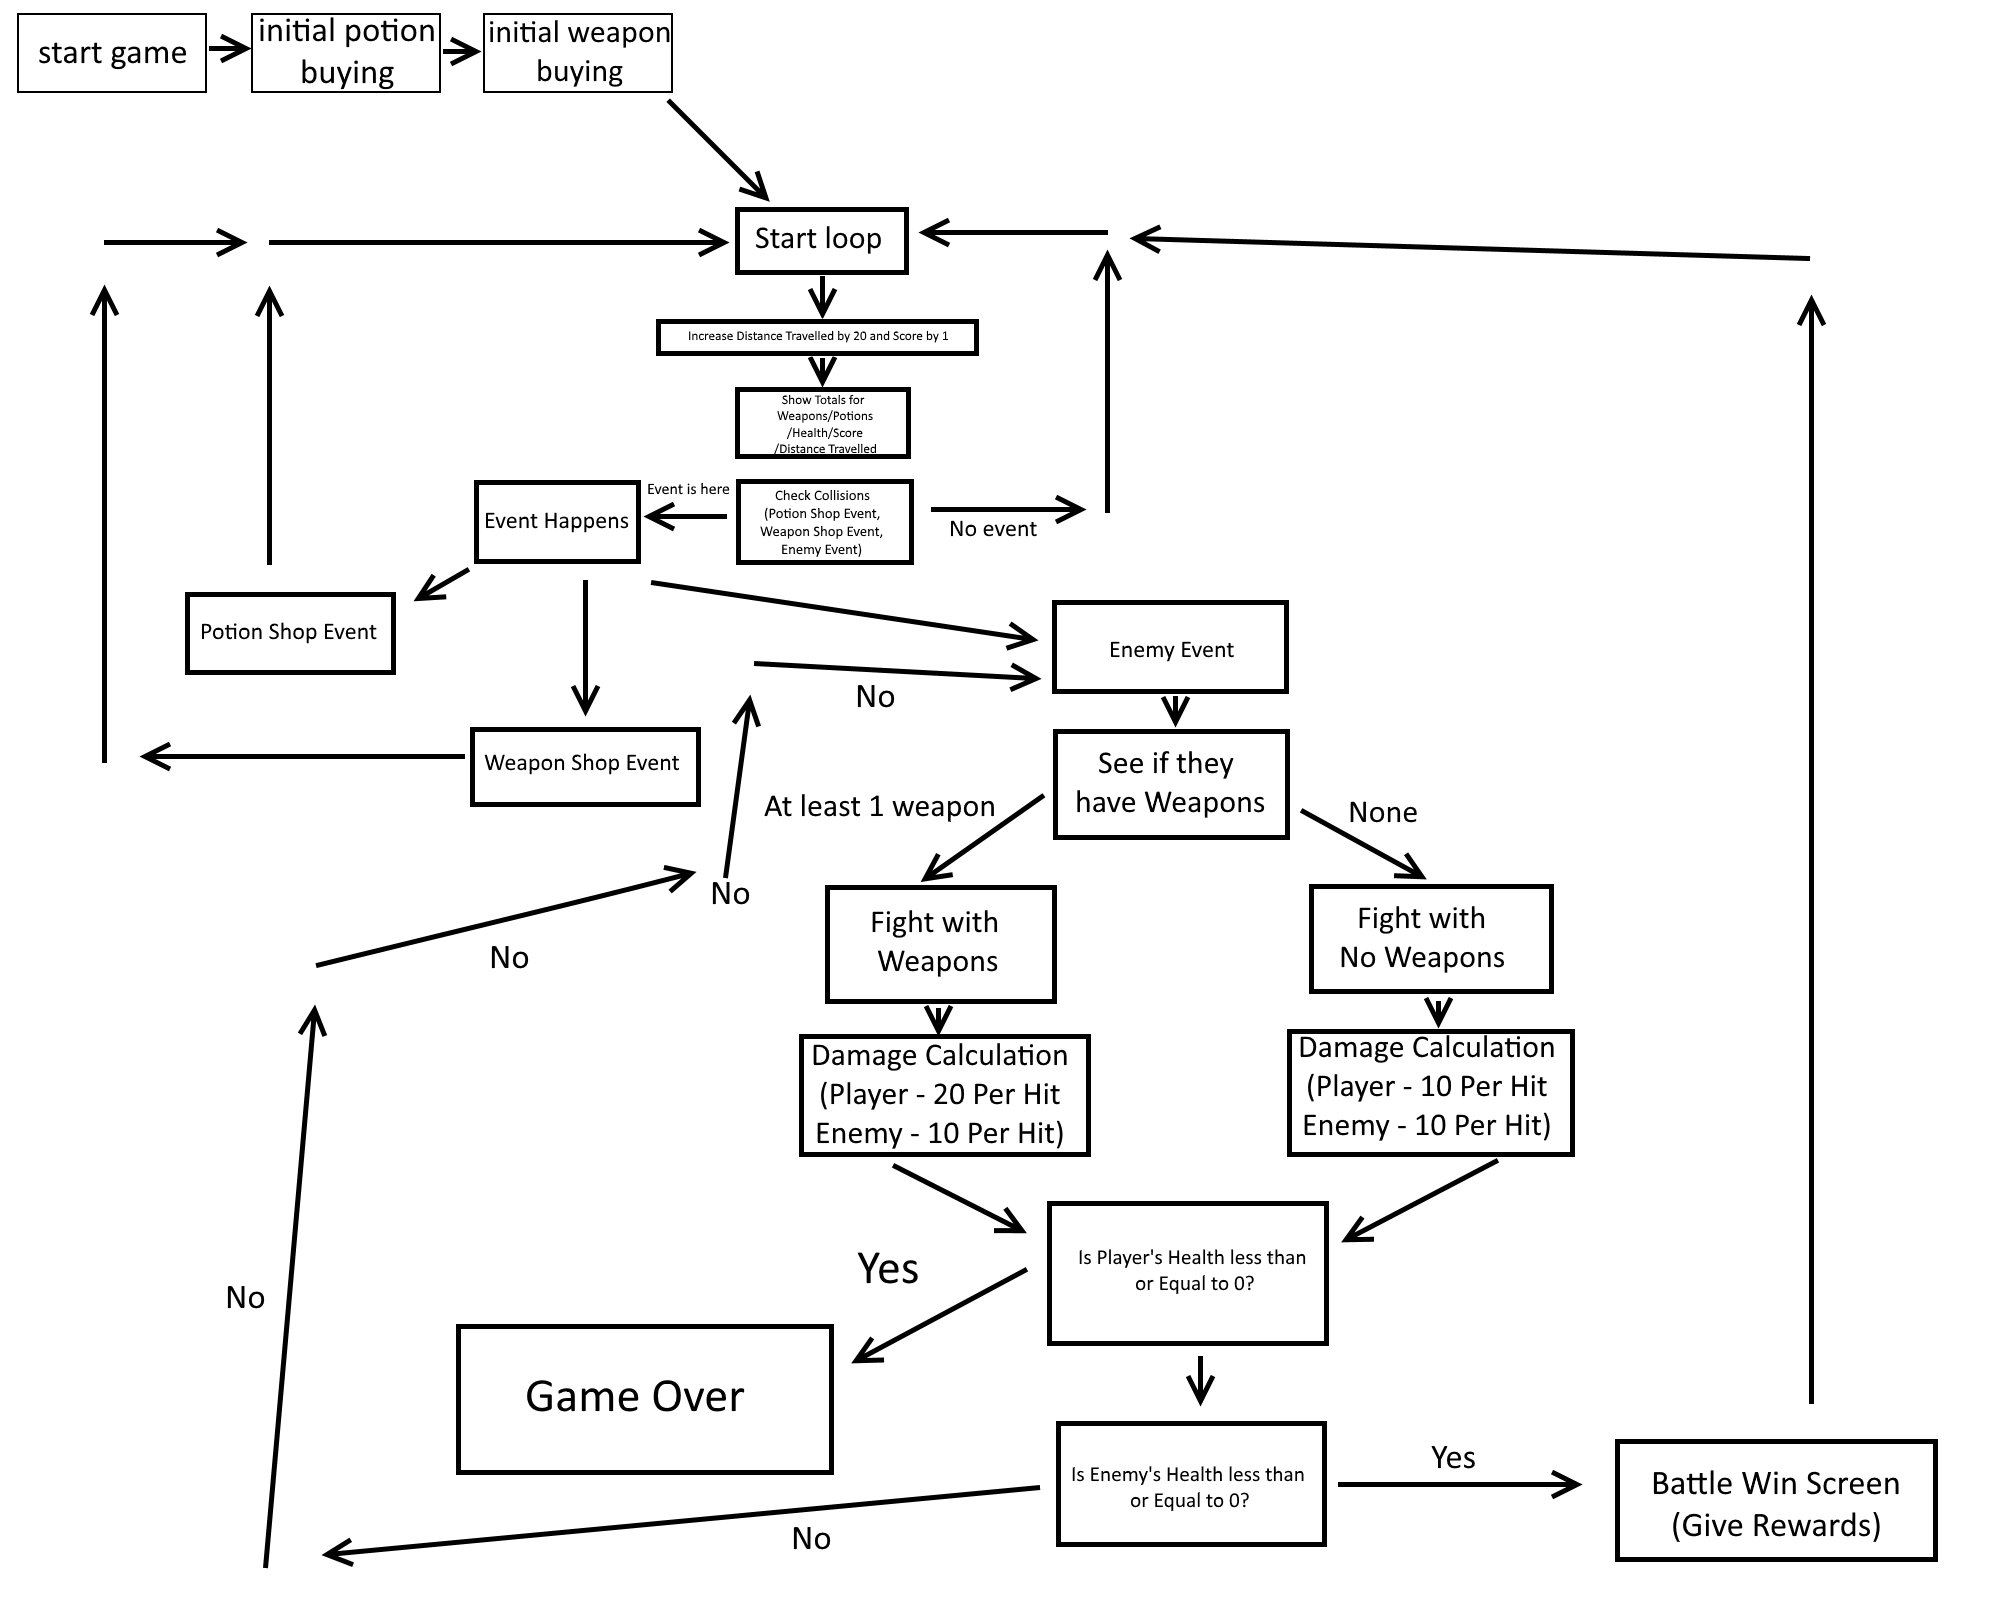 start game
initial potion
buying
initial weapon
buying
Start loop
Increase Distance Travelled by 20 and Score by 1
Show Totals for
Weapons/Potions
/Health/Score
/Distance Travelled
Event Happens
Event is here
Check Collisions
(Potion Shop Event,
Weapon Shop Event,
Enemy Event)
No event
Potion Shop Event
Enemy Event
No
Weapon Shop Event
See if they
have Weapons
At least 1 weapon
None
No
No
Fight with
Weapons
Fight with
No Weapons
Damage Calculation
(Player - 20 Per Hit
Enemy - 10 Per Hit)
Damage Calculation
(Player - 10 Per Hit
Enemy - 10 Per Hit)
No
Yes
Is Player's Health less than
or Equal to 0?
Game Over
Is Enemy's Health less than
or Equal to 0?
Yes
Battle Win Screen
(Give Rewards)
No